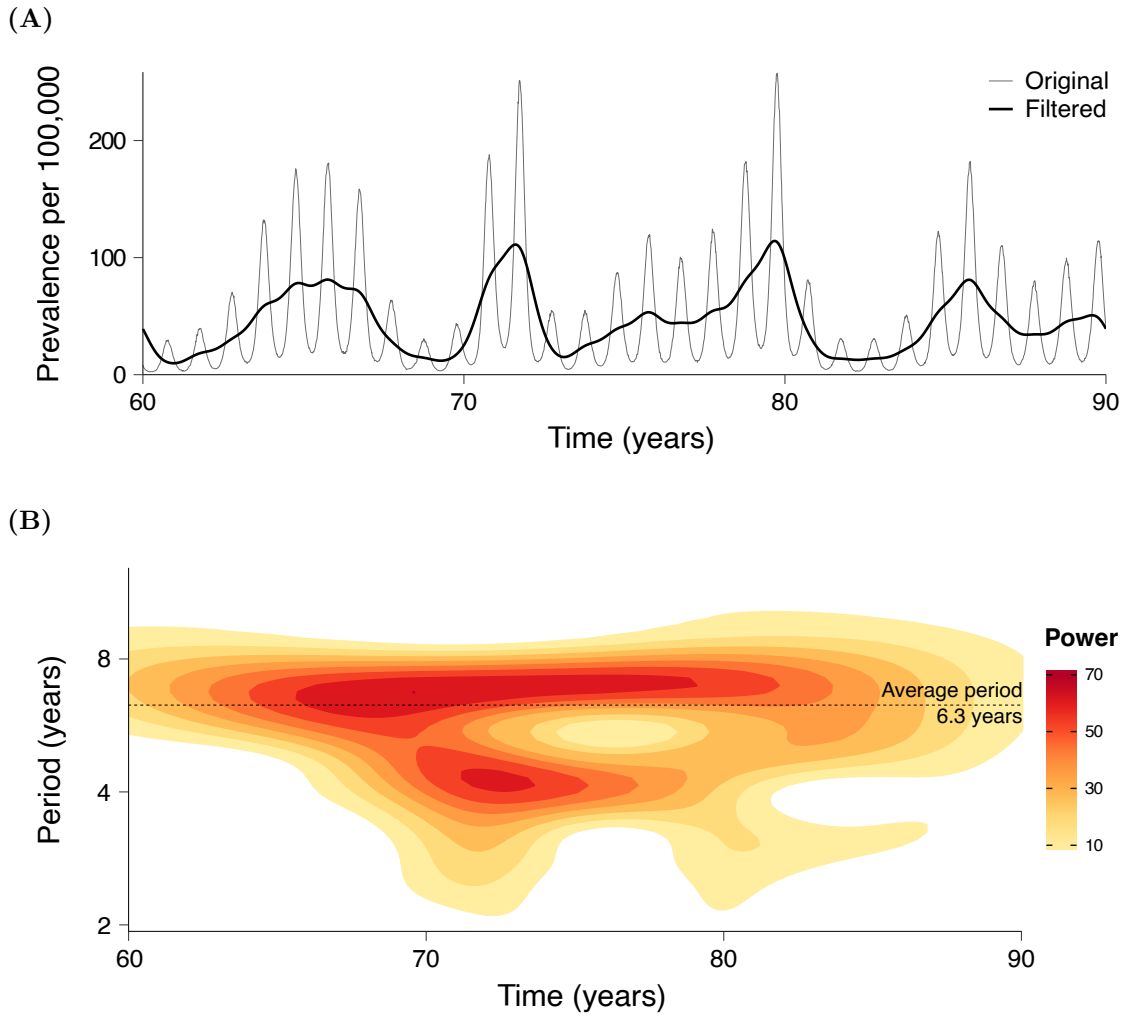 (A)
Prevalence per 100,000
200
100
0
60
70
80
90
Time (years)
Original
Filtered
(B)
Period (years)
8
4
2
60
70
80
90
Time (years)
Average period
6.3 years
Power
70
50
30
10